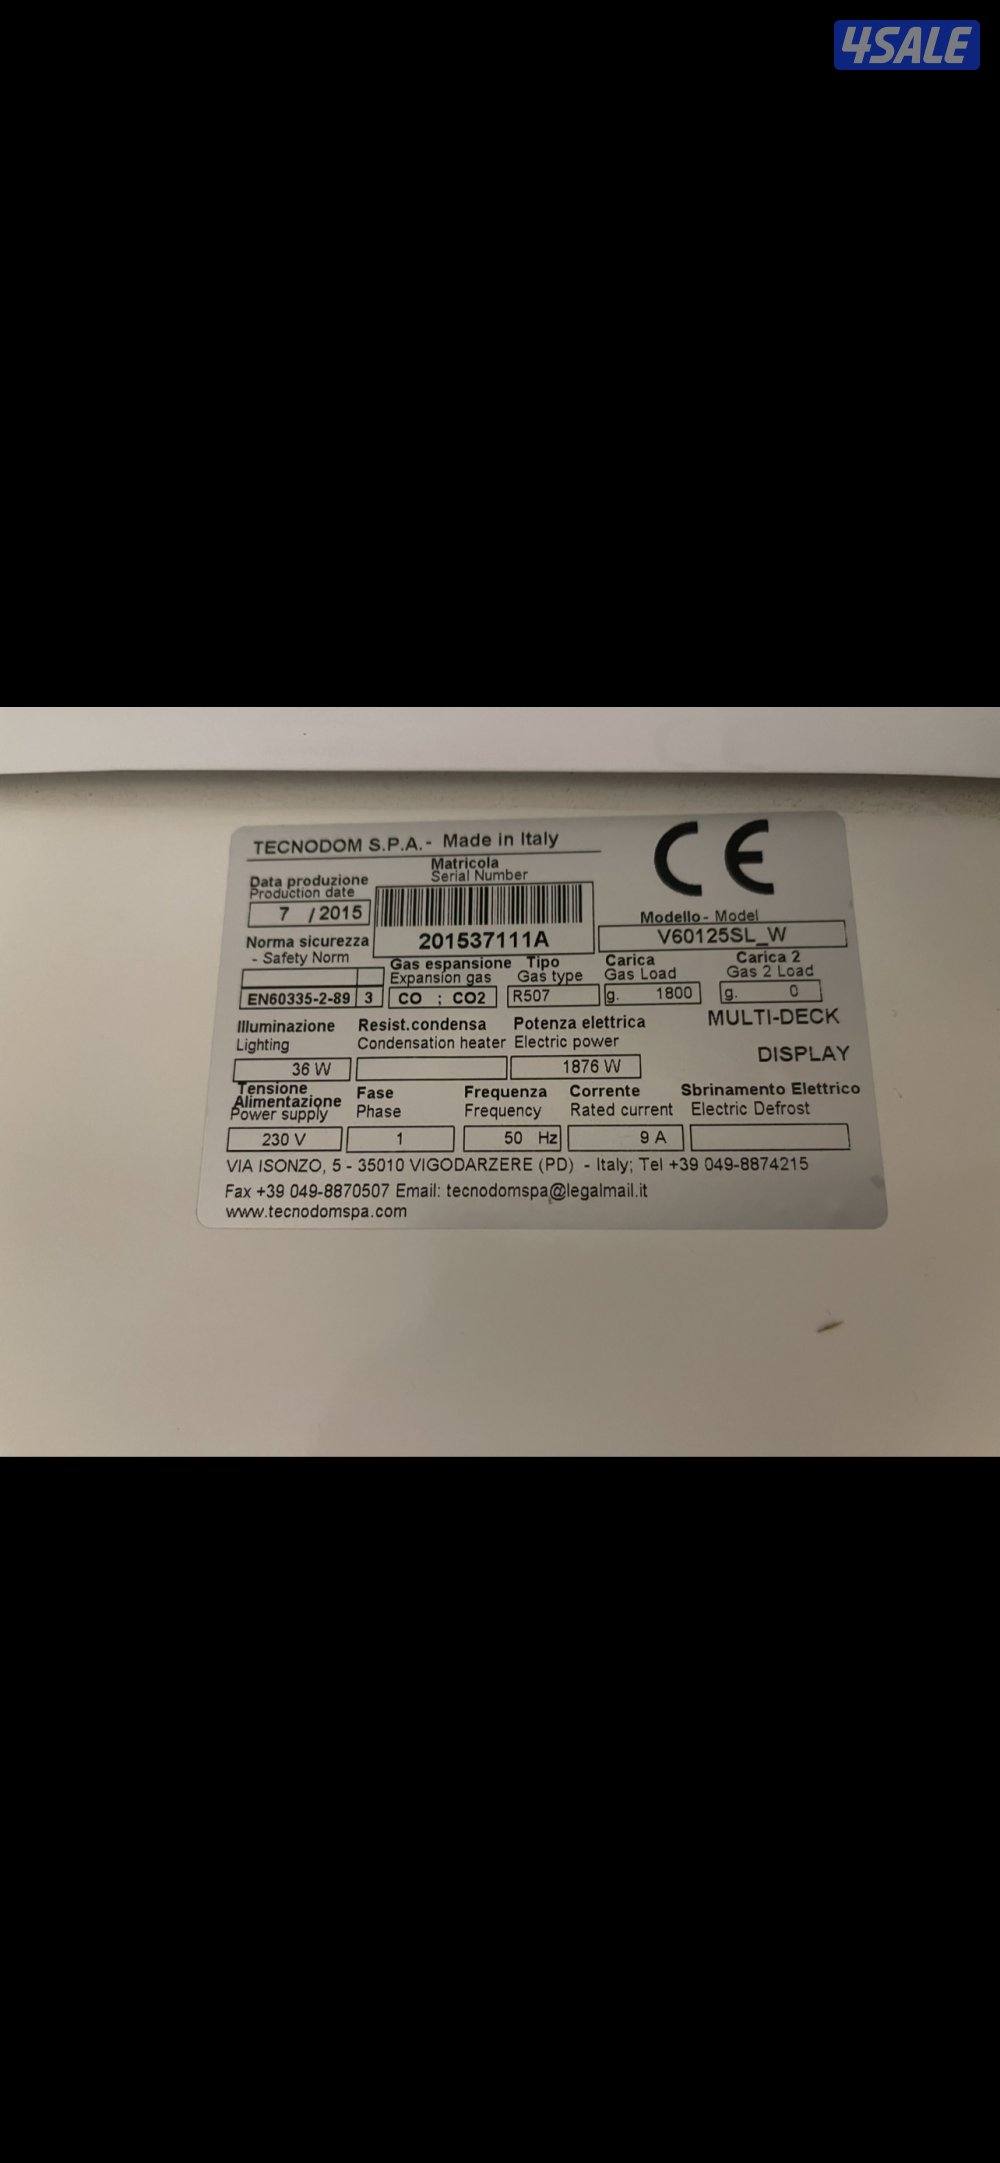 4SALE
TECNODOM S.P.A.- Made in Italy
CE
Matricola
Serial Number
Data produzione
Production date
7 / 2015
201537111A
Modello - Model
V60125SL_W
Norma sicurezza
- Safety Norm
EN60335-2-89 3
Gas espansione
Expansion gas
CO ; CO2
Tipo
Gas type
R507
Carica
Gas Load
g. 1800
Carica 2
Gas 2 Load
g. 0
MULTI-DECK
DISPLAY
Illuminazione
Lighting
36 W
Resist.condensa
Condensation heater
Potenza elettrica
Electric power
1876 W
Tensione
Alimentazione
Power supply
230 V
Fase
Phase
1
Frequenza
Frequency
50 Hz
Corrente
Rated current
9 A
Sbrinamento Elettrico
Electric Defrost
VIA ISONZO, 5 - 35010 VIGODARZERE (PD) - Italy; Tel +39 049-8874215
Fax +39 049-8870507 Email: tecnodomspa@legalmail.it
www.tecnodomspa.com